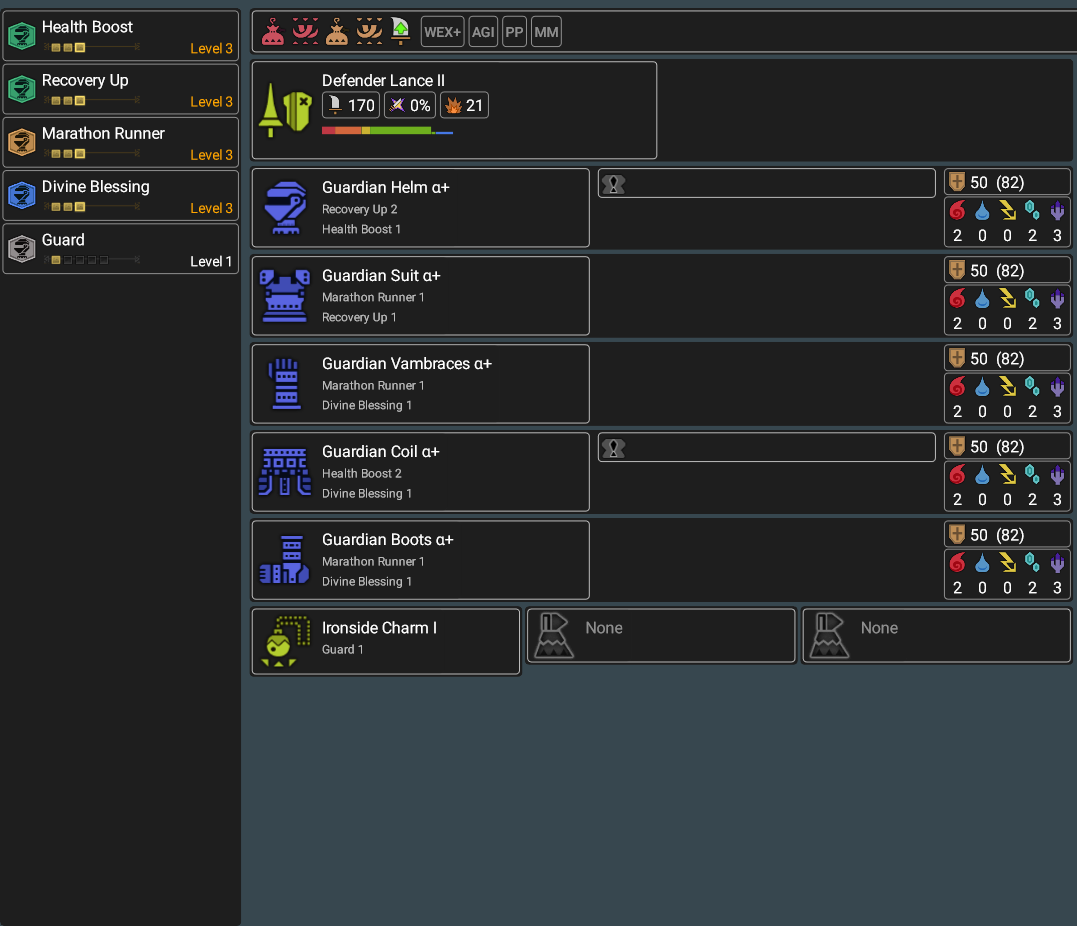 Health Boost
Level 3
Recovery Up
Level 3
Marathon Runner
Level 3
Divine Blessing
Level 3
Guard
Level 1
WEX+ AGI PP MM
Defender Lance II
170 0% 21
Guardian Helm α+
Recovery Up 2
Health Boost 1
50 (82)
2 0 0 2 3
Guardian Suit α+
Marathon Runner 1
Recovery Up 1
50 (82)
2 0 0 2 3
Guardian Vambraces α+
Marathon Runner 1
Divine Blessing 1
50 (82)
2 0 0 2 3
Guardian Coil α+
Health Boost 2
Divine Blessing 1
50 (82)
2 0 0 2 3
Guardian Boots α+
Marathon Runner 1
Divine Blessing 1
50 (82)
2 0 0 2 3
Ironside Charm I
Guard 1
None
None